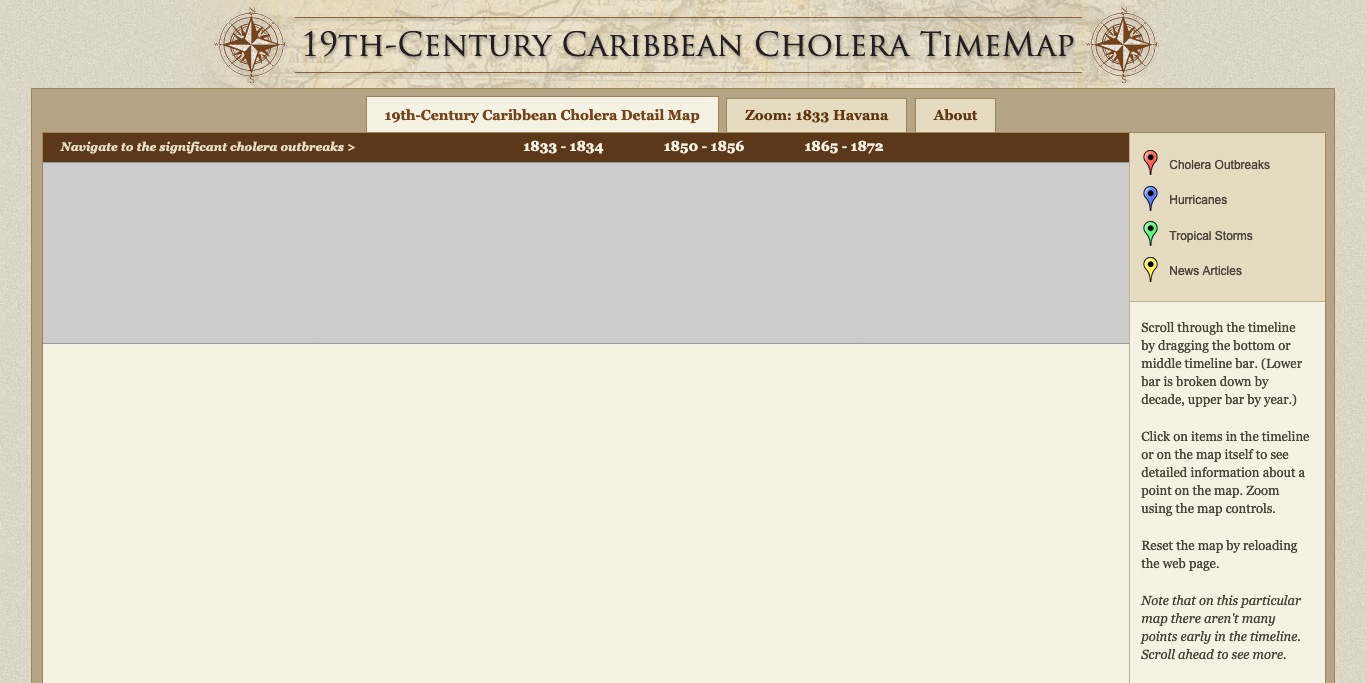 19th-Century Caribbean Cholera TimeMap
19th-Century Caribbean Cholera Detail Map
Zoom: 1833 Havana
About
Navigate to the significant cholera outbreaks >
1833 - 1834
1850 - 1856
1865 - 1872
Cholera Outbreaks
Hurricanes
Tropical Storms
News Articles
Scroll through the timeline
by dragging the bottom or
middle timeline bar. (Lower
bar is broken down by
decade, upper bar by year.)
Click on items in the timeline
or on the map itself to see
detailed information about a
point on the map. Zoom
using the map controls.
Reset the map by reloading
the web page.
Note that on this particular
map there aren't many
points early in the timeline.
Scroll ahead to see more.